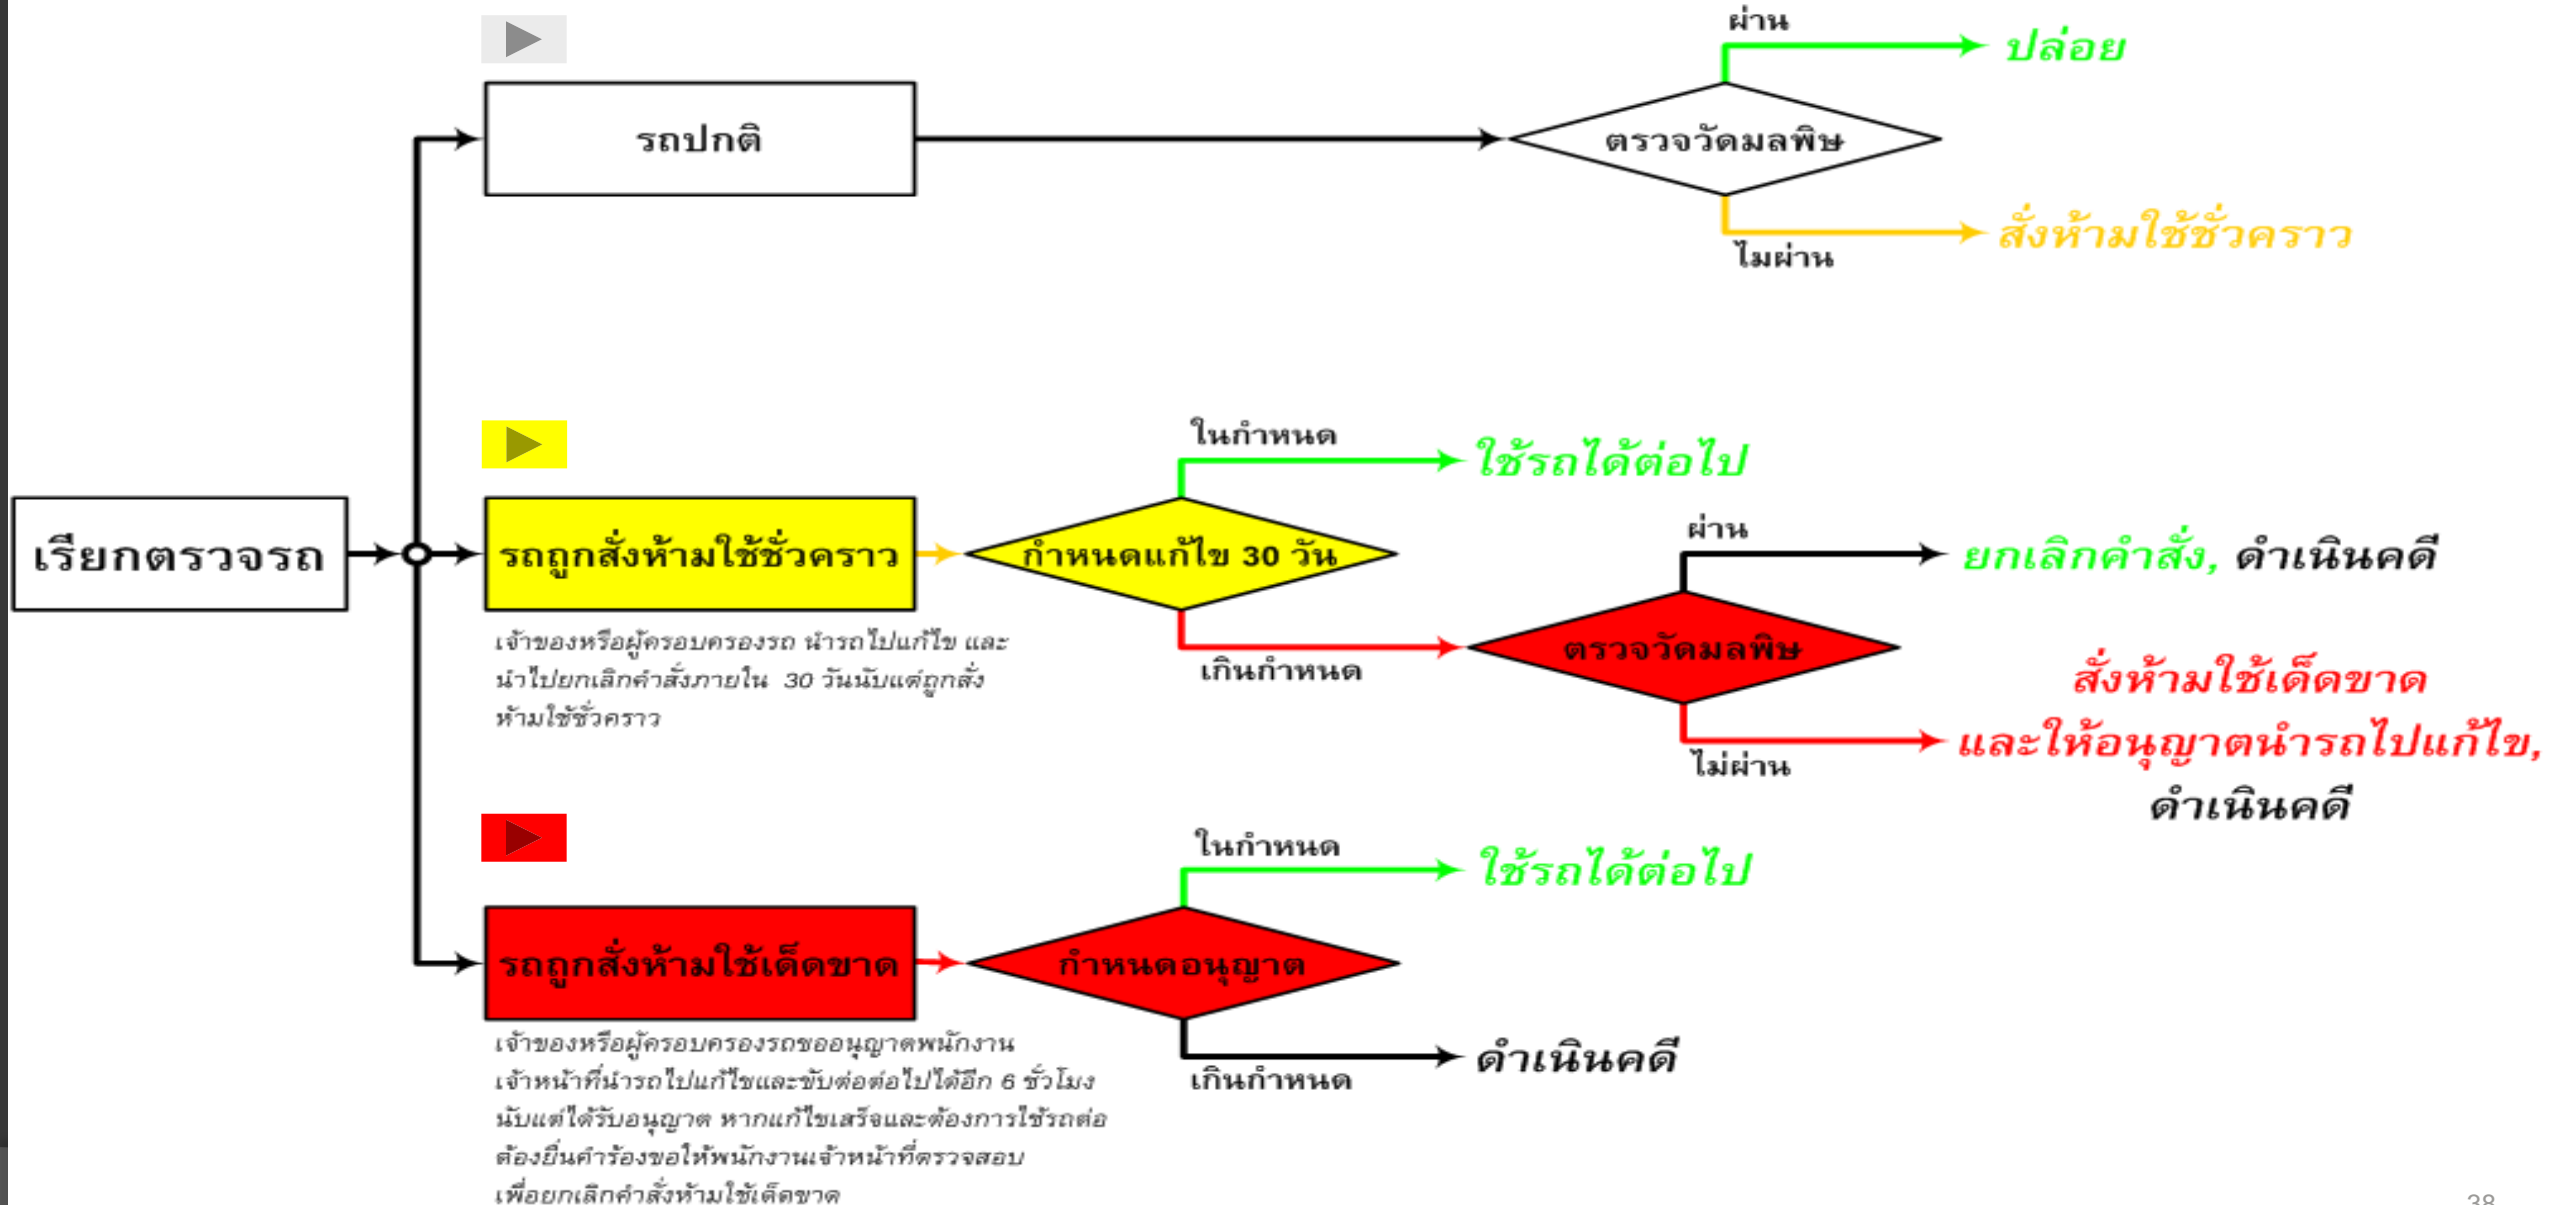 ผ่าน
ปล่อย
รถปกติ
ตรวจวัดมลพิษ
สั่งห้ามใช้ชั่วคราว
ไมผ่าน
ในกำหนด
ใช้รถได้ต่อไป
เรียกตรวจรถ
รถถูกสั่งห้ามใช้ชั่วคราว
กำหนดแก้ไข 30 วัน
ผ่าน
ยกเลิกคำสั่ง, ดำเนินคดี
เจ้าของหรือผู้ครอบครองรถ นำรถไปแก้ไข และ
นำไปยกเลิกคำสั่งภายใน 30 วันนับแต่ถูกสั่ง
ห้ามใช้ชั่วคราว
เกินกำหนด
ตรวจวัดมลพิษ
สั่งห้ามใช้เด็ดขาด
และให้อนุญาตนำรถไปแก้ไข,
ดำเนินคดี
ไม่ผ่าน
ในกำหนด
ใช้รถได้ต่อไป
รถถูกสั่งห้ามใช้เด็ดขาด
กำหนดอนุญาต
เจ้าของหรือผู้ครอบครองรถขออนุญาตพนักงาน
เจ้าหน้าที่นำรถไปแก้ไขและขับต่อต่อไปได้อีก 6 ชั่วโมง
นับแต่ได้รับอนุญาต หากแก้ไขเสร็จและต้องการใช้รถต่อ
ต้องยื่นคำร้องขอให้พนักงานเจ้าหน้าที่ตรวจสอบ
เพื่อยกเลิกคำสั่งห้ามใช้เด็ดขาด
เกินกำหนด
ดำเนินคดี
38